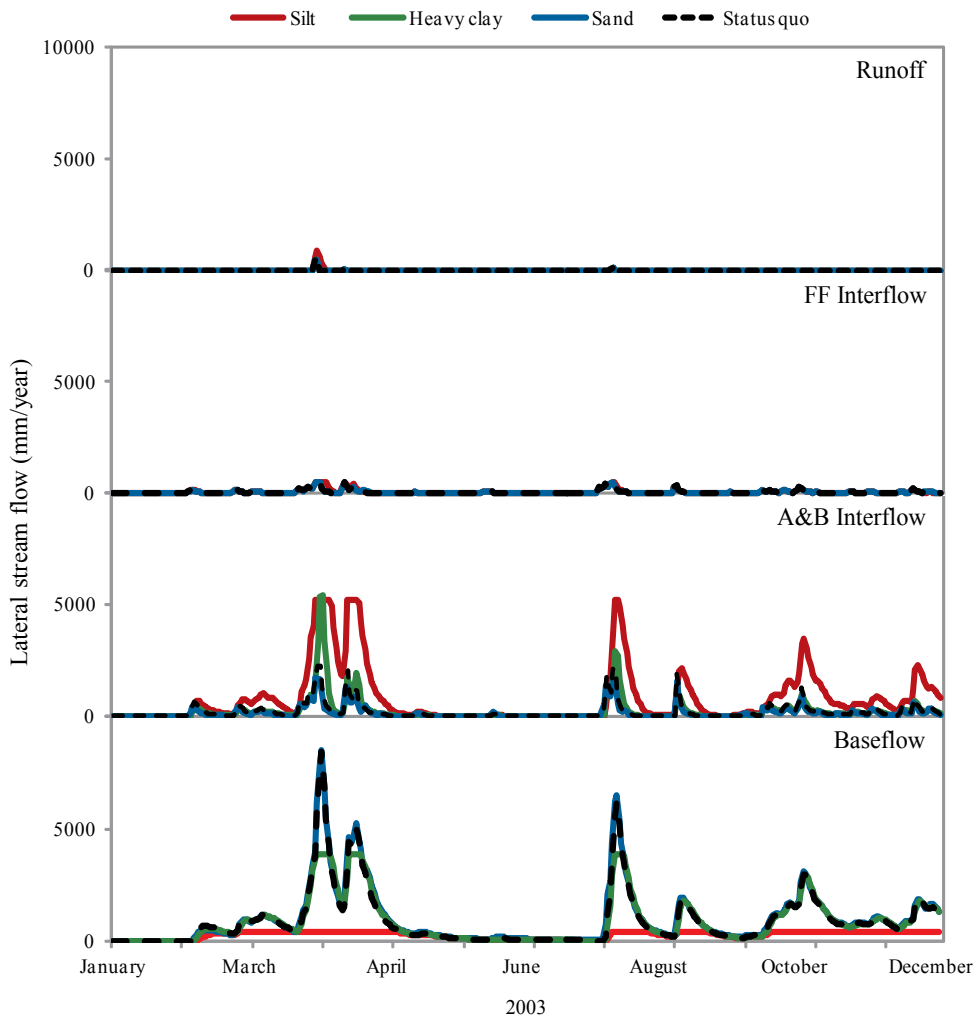 Silt Heavy clay Sand Status quo
10000
Runoff
5000
0
FF Interflow
5000
0
A&B Interflow
5000
0
Baseflow
5000
0
Lateral stream flow (mm/year)
January March April June August October December
2003